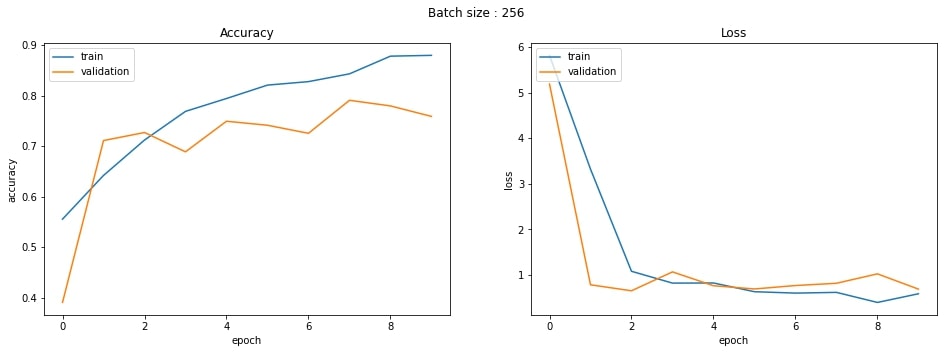 Batch size : 256
Accuracy
train
validation
0.9
0.8
0.7
0.6
0.5
0.4
accuracy
0 2 4 6 8
epoch
Loss
train
validation
6
5
4
3
2
1
loss
0 2 4 6 8
epoch